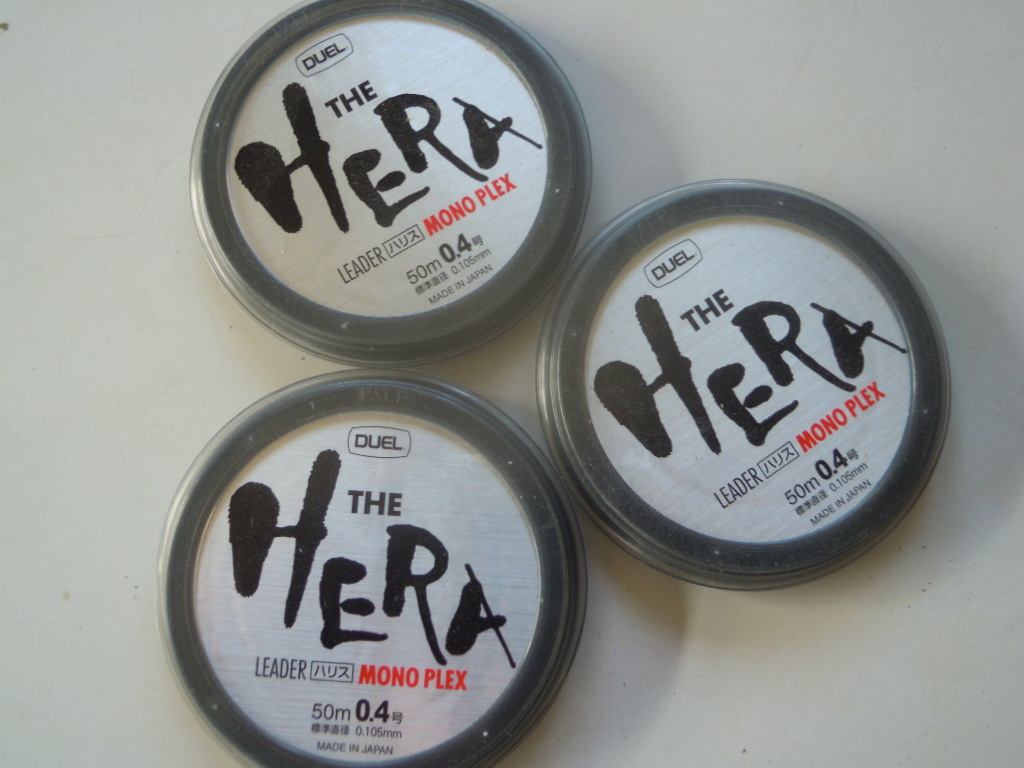 DUEL
THE
HERA
LEADER ハリス MONO PLEX
50m 0.4号
標準直径 0.105mm
MADE IN JAPAN
DUEL
THE
HERA
LEADER ハリス MONO PLEX
50m 0.4号
標準直径 0.105mm
MADE IN JAPAN
DUEL
THE
HERA
LEADER ハリス MONO PLEX
50m 0.4号
標準直径 0.105mm
MADE IN JAPAN